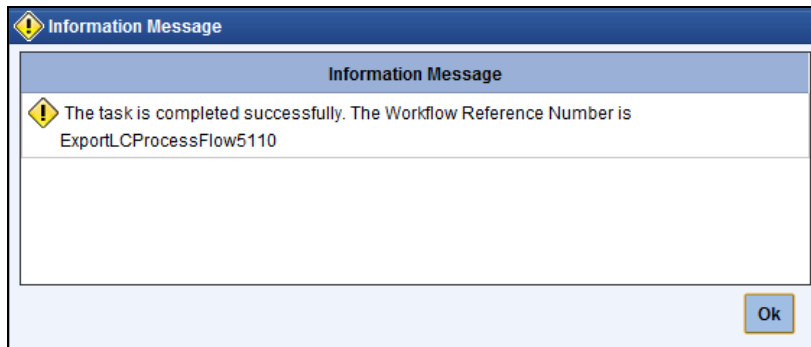 Information Message
Information Message
The task is completed successfully. The Workflow Reference Number is
ExportLCProcessFlow5110
Ok